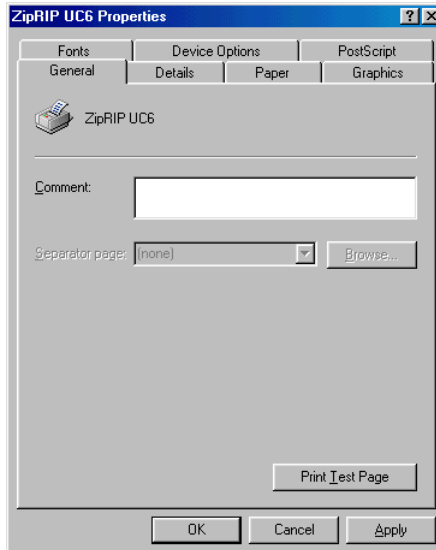 ZipRIP UC6 Properties
Fonts Device Options PostScript
General Details Paper Graphics
ZipRIP UC6
Comment:
Separator page: (none) Browse...
Print Test Page
OK Cancel Apply